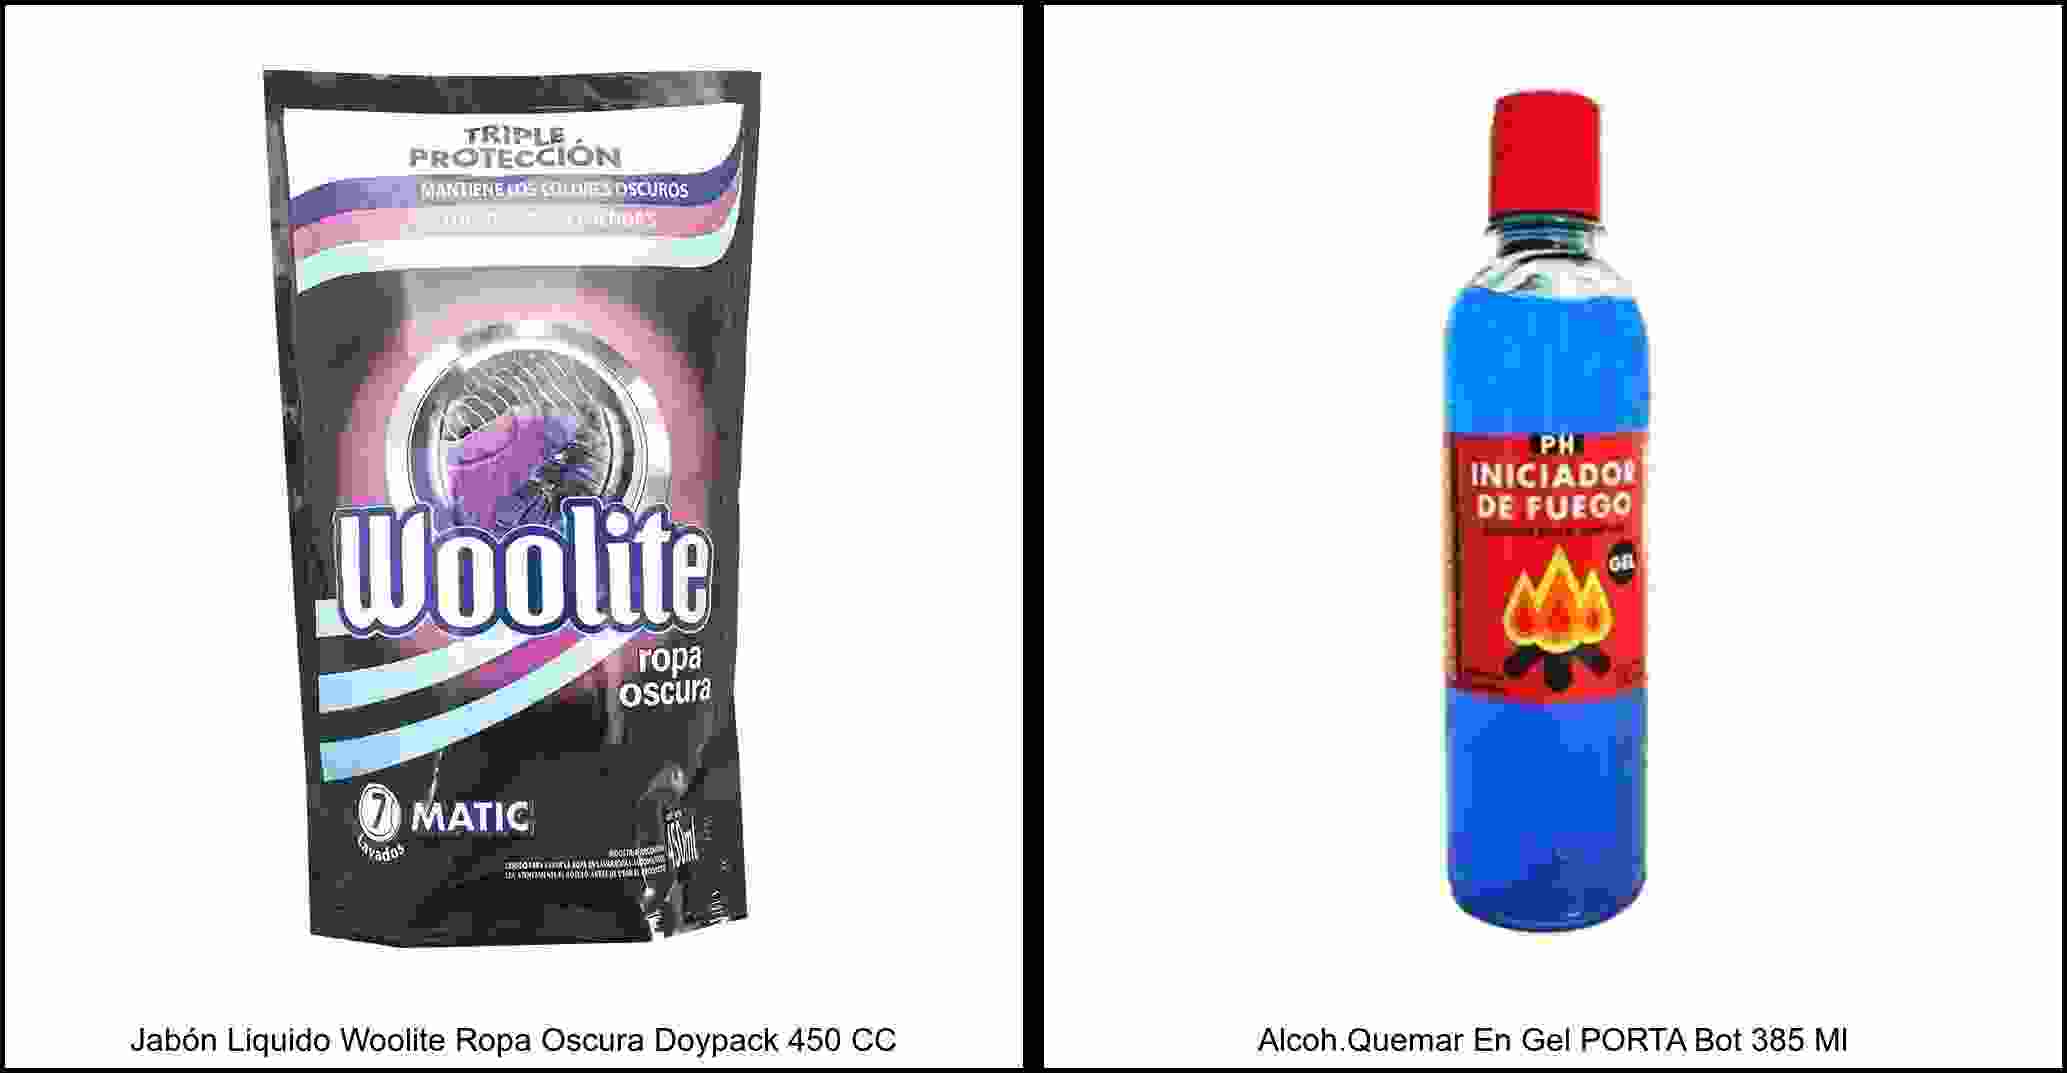 TRIPLE
PROTECCIÓN
MANTIENE LOS COLORES OSCUROS
Woolite
ropa
oscura
7
Lavados
MATIC
450ml
Jabón Líquido Woolite Ropa Oscura Doypack 450 CC
PH
INICIADOR
DE FUEGO
GEL
Alcoh.Quemar En Gel PORTA Bot 385 Ml